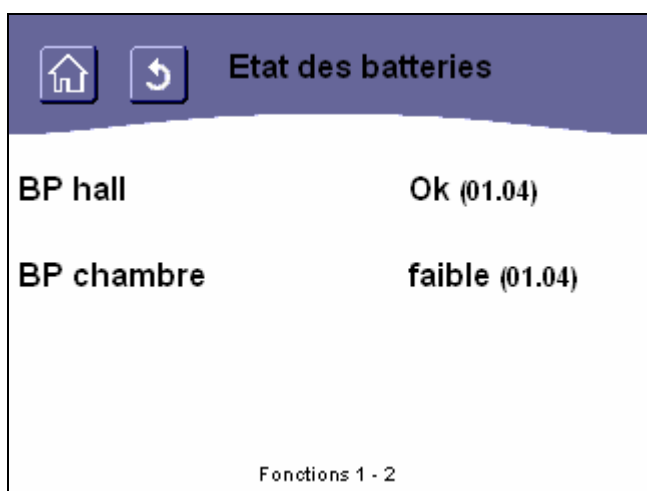 Etat des batteries
BP hall Ok (01.04)
BP chambre faible (01.04)
Fonctions 1 - 2